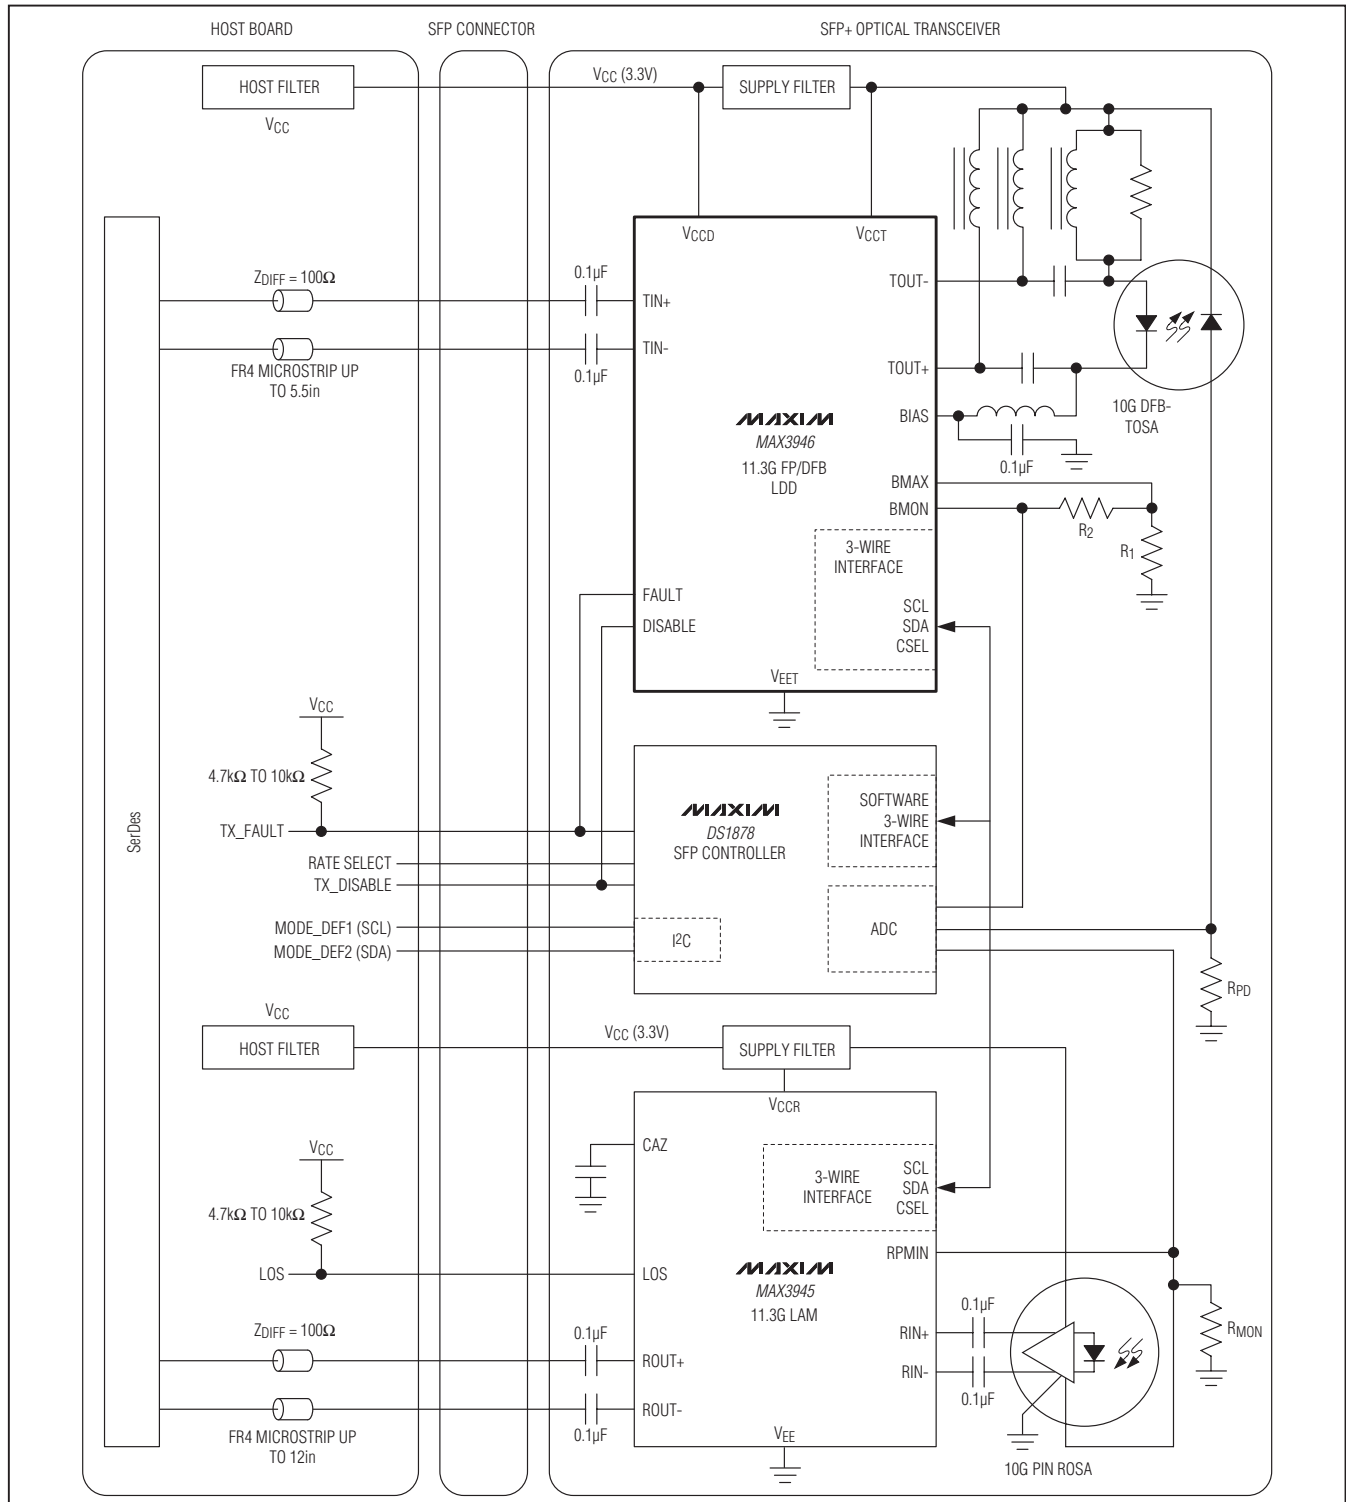 HOST BOARD
SFP CONNECTOR
SFP+ OPTICAL TRANSCEIVER
HOST FILTER
VCC
VCC (3.3V)
SUPPLY FILTER
VCCD
VCCT
ZDIFF = 100Ω
0.1µF
TIN+
TIN-
0.1µF
FR4 MICROSTRIP UP
TO 5.5in
TOUT-
TOUT+
BIAS
0.1µF
10G DFB-
TOSA
MAXIM
MAX3946
11.3G FP/DFB
LDD
BMAX
BMON
R2
R1
3-WIRE
INTERFACE
SCL
SDA
CSEL
FAULT
DISABLE
VEET
SerDes
VCC
4.7kΩ TO 10kΩ
TX_FAULT
RATE SELECT
TX_DISABLE
MODE_DEF1 (SCL)
MODE_DEF2 (SDA)
MAXIM
DS1878
SFP CONTROLLER
I2C
SOFTWARE
3-WIRE
INTERFACE
ADC
RPD
VCC
HOST FILTER
VCC (3.3V)
SUPPLY FILTER
VCCR
CAZ
3-WIRE
INTERFACE
SCL
SDA
CSEL
VCC
4.7kΩ TO 10kΩ
LOS
LOS
RPMIN
MAXIM
MAX3945
11.3G LAM
ZDIFF = 100Ω
0.1µF
ROUT+
ROUT-
0.1µF
FR4 MICROSTRIP UP
TO 12in
VEE
0.1µF
RIN+
RIN-
0.1µF
RMON
10G PIN ROSA